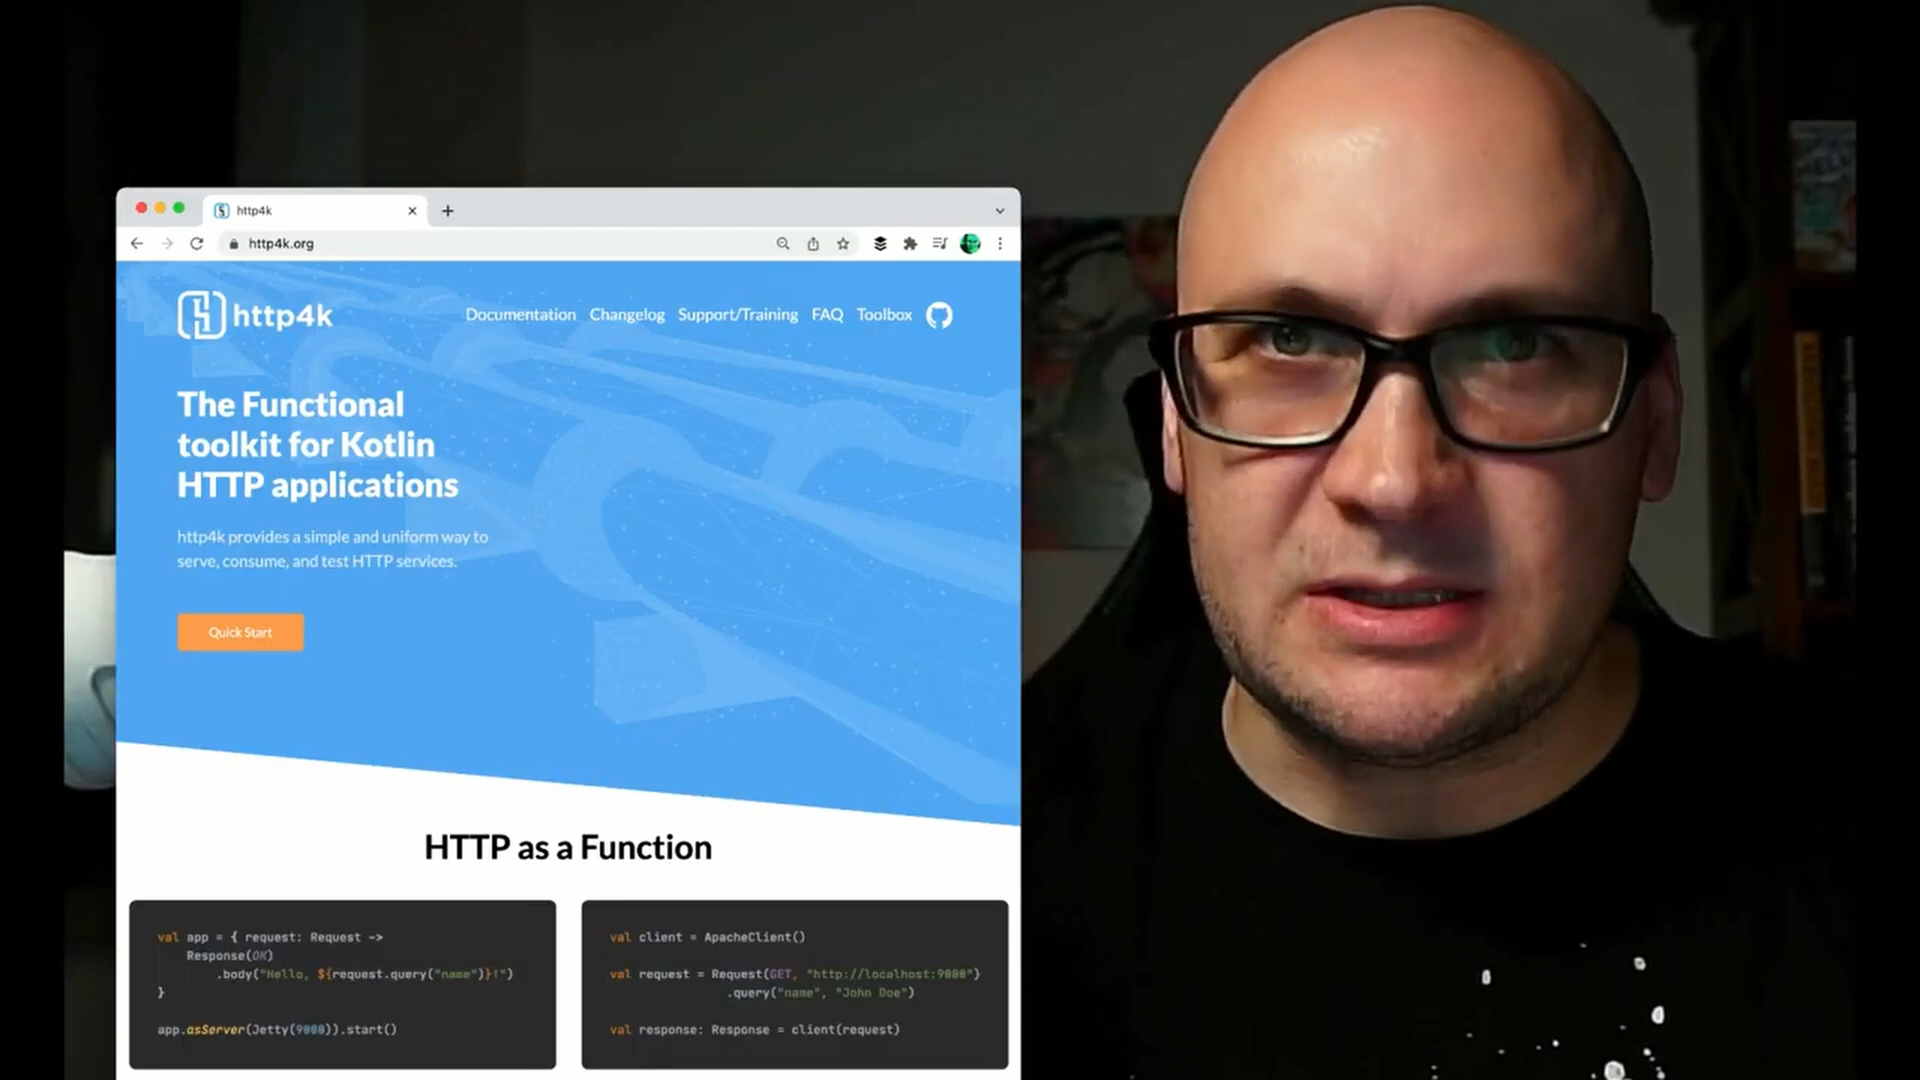 http4k
http4k.org
http4k
Documentation Changelog Support/Training FAQ Toolbox
The Functional
toolkit for Kotlin
HTTP applications
http4k provides a simple and uniform way to
serve, consume, and test HTTP services.
Quick Start
HTTP as a Function
val app = { request: Request ->
Response(OK)
.body("Hello, ${request.query("name")}!")
}
app.asServer(Jetty(9000)).start()
val client = ApacheClient()
val request = Request(GET, "http://localhost:9000")
.query("name", "John Doe")
val response: Response = client(request)